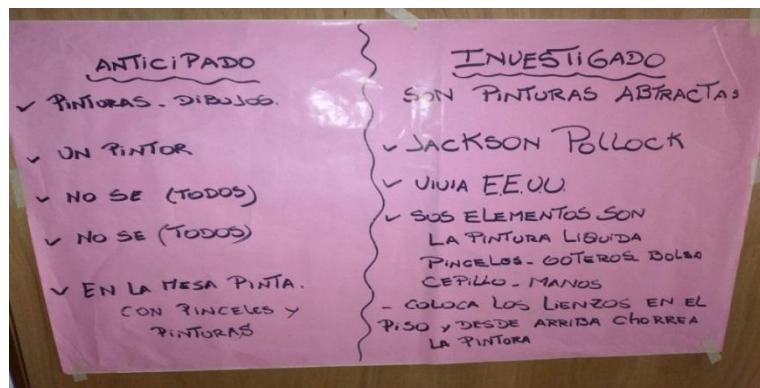 ANTICIPADO
✓ PINTURAS - DIBUJOS.
✓ UN PINTOR
✓ NO SE (TODOS)
✓ NO SE (TODOS)
✓ EN LA MESA PINTA.
CON PINCELES Y
PINTURAS
INVESTIGADO
SON PINTURAS ABTRACTAS
✓ JACKSON POLLOCK
✓ VIVIA E.E.U.U.
✓ SUS ELEMENTOS SON
LA PINTURA LIQUIDA
PINCELES - GOTEROS BOLSA
CEPILLO - MANOS
- COLOCA LOS LIENZOS EN EL
PISO Y DESDE ARRIBA CHORREA
LA PINTURA